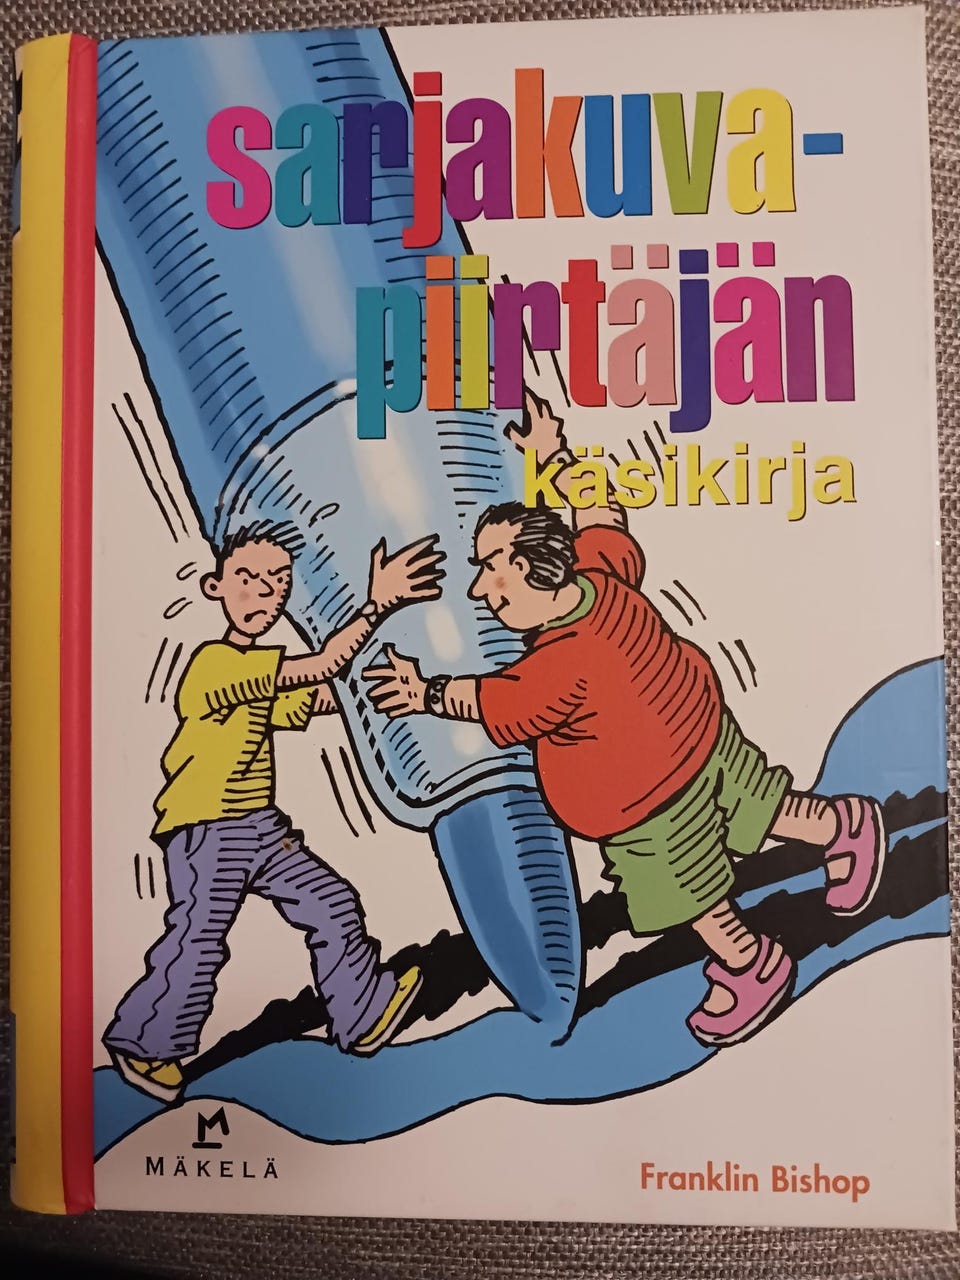 sarjakuva-
piirtäjän
käsikirja
M
MÄKELÄ
Franklin Bishop